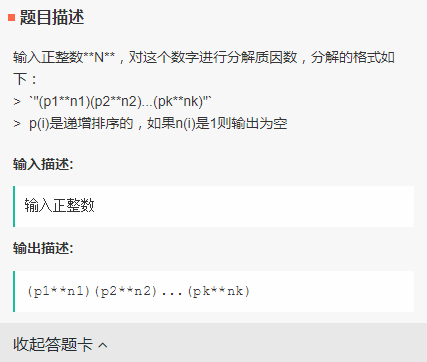 题目描述
输入正整数**N**，对这个数字进行分解质因数，分解的格式如
下：
> `"(p1**n1)(p2**n2)...(pk**nk)"`
> p(i)是递增排序的，如果n(i)是1则输出为空
输入描述:
输入正整数
输出描述:
(p1**n1)(p2**n2)...(pk**nk)
收起答题卡